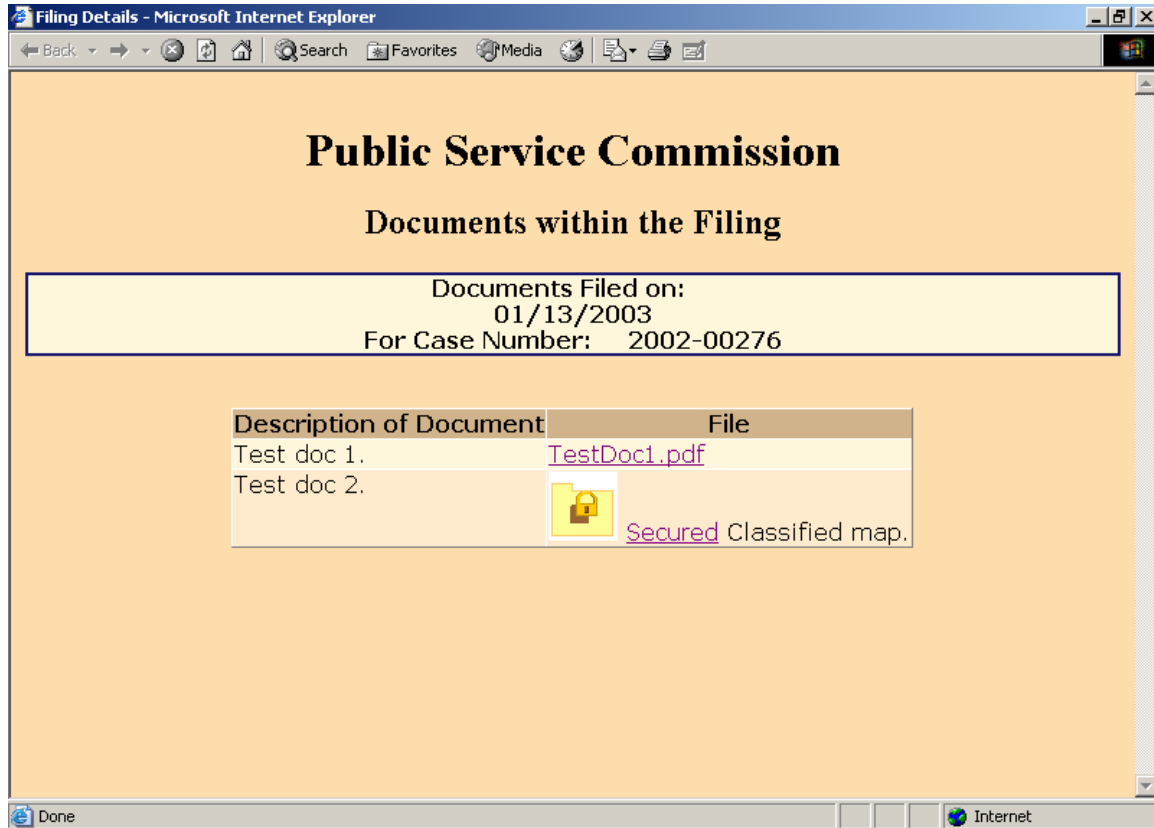 Filing Details - Microsoft Internet Explorer
Back Search Favorites Media
Public Service Commission
Documents within the Filing
Documents Filed on:
01/13/2003
For Case Number: 2002-00276
Description of Document File
Test doc 1. TestDoc1.pdf
Test doc 2.
Secured Classified map.
Done Internet